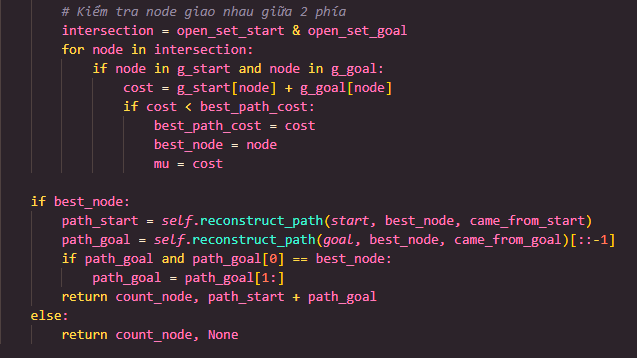 # Kiểm tra node giao nhau giữa 2 phía
intersection = open_set_start & open_set_goal
for node in intersection:
if node in g_start and node in g_goal:
cost = g_start[node] + g_goal[node]
if cost < best_path_cost:
best_path_cost = cost
best_node = node
mu = cost
if best_node:
path_start = self.reconstruct_path(start, best_node, came_from_start)
path_goal = self.reconstruct_path(goal, best_node, came_from_goal)[::-1]
if path_goal and path_goal[0] == best_node:
path_goal = path_goal[1:]
return count_node, path_start + path_goal
else:
return count_node, None